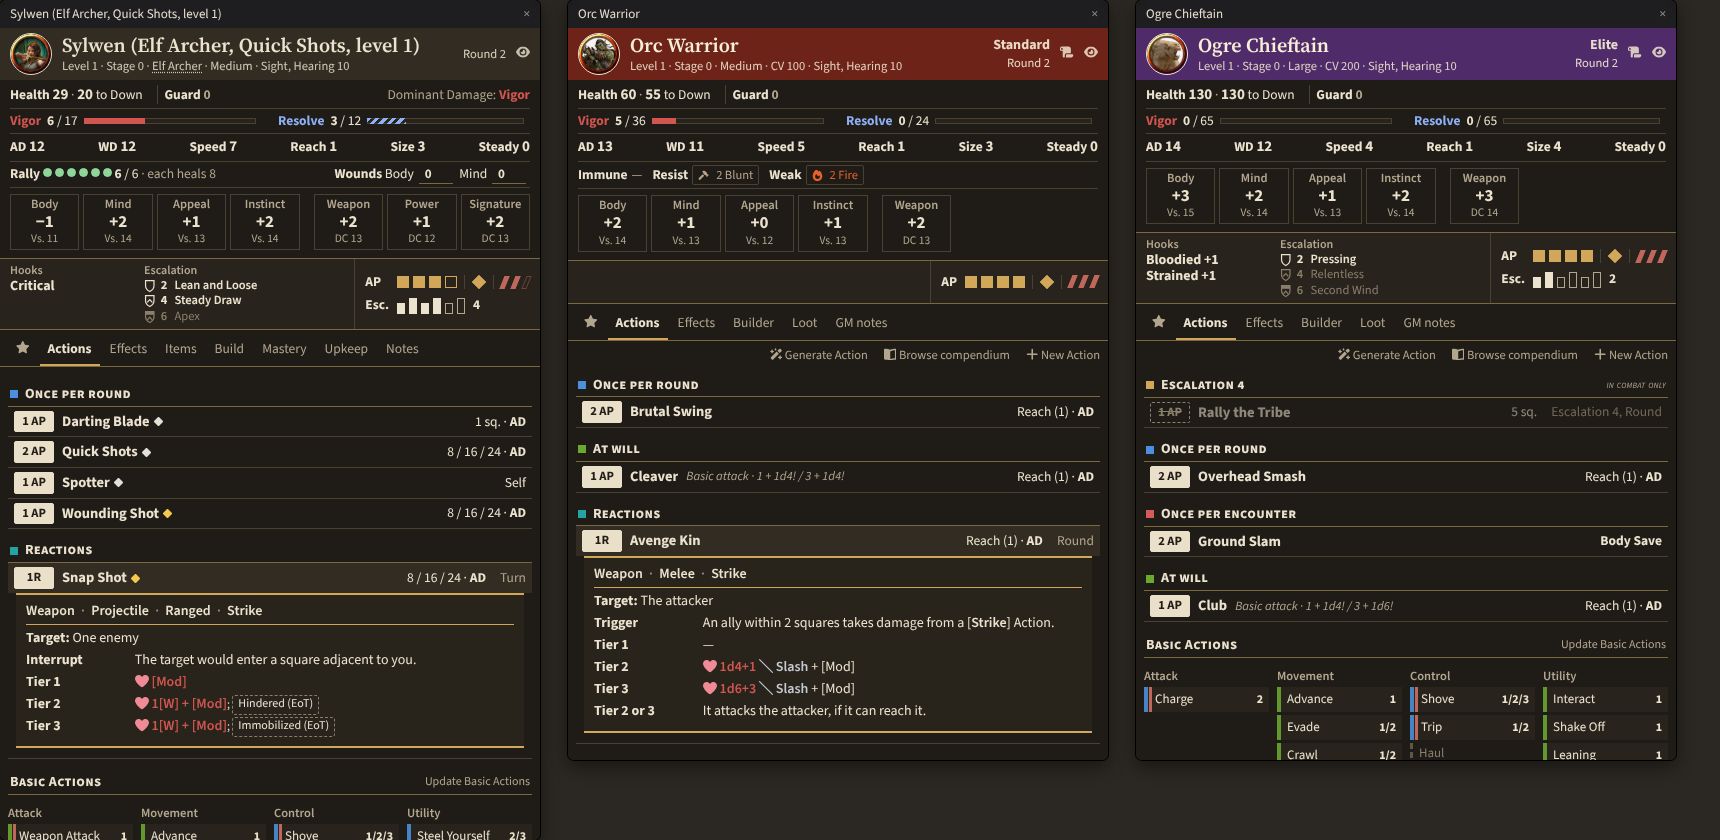 Sylwen (Elf Archer, Quick Shots, level 1) ×
Sylwen (Elf Archer, Quick Shots, level 1)
Round 2
Level 1 · Stage 0 · Elf Archer · Medium · Sight, Hearing 10
Health 29 · 20 to Down Guard 0 Dominant Damage: Vigor
Vigor 6 / 17 Resolve 3 / 12
AD 12 WD 12 Speed 7 Reach 1 Size 3 Steady 0
Rally 6 / 6 · each heals 8 Wounds Body 0 Mind 0
Body Mind Appeal Instinct Weapon Power Signature
−1 +2 +1 +2 +2 +1 +2
Vs. 11 Vs. 14 Vs. 13 Vs. 14 DC 13 DC 12 DC 13
Hooks
Critical
Escalation
2 Lean and Loose
4 Steady Draw
6 Apex
AP
Esc. 4
Actions Effects Items Build Mastery Upkeep Notes
Once per round
1 AP Darting Blade 1 sq. · AD
2 AP Quick Shots 8 / 16 / 24 · AD
1 AP Spotter Self
1 AP Wounding Shot 8 / 16 / 24 · AD
Reactions
1R Snap Shot 8 / 16 / 24 · AD Turn
Weapon · Projectile · Ranged · Strike
Target: One enemy
Interrupt The target would enter a square adjacent to you.
Tier 1 [Mod]
Tier 2 1[W] + [Mod]; Hindered (EoT)
Tier 3 1[W] + [Mod]; Immobilized (EoT)
Basic Actions Update Basic Actions
Attack Movement Control Utility
Weapon Attack 1 Advance 1 Shove 1/2/3 Steel Yourself 2/3
Orc Warrior ×
Orc Warrior
Standard
Round 2
Level 1 · Stage 0 · Medium · CV 100 · Sight, Hearing 10
Health 60 · 55 to Down Guard 0
Vigor 5 / 36 Resolve 0 / 24
AD 13 WD 11 Speed 5 Reach 1 Size 3 Steady 0
Immune — Resist 2 Blunt Weak 2 Fire
Body Mind Appeal Instinct Weapon
+2 +1 +0 +1 +2
Vs. 14 Vs. 13 Vs. 12 Vs. 13 DC 13
AP
Actions Effects Builder Loot GM notes
Generate Action Browse compendium New Action
Once per round
2 AP Brutal Swing Reach (1) · AD
At will
1 AP Cleaver Basic attack · 1 + 1d4! / 3 + 1d4! Reach (1) · AD
Reactions
1R Avenge Kin Reach (1) · AD Round
Weapon · Melee · Strike
Target: The attacker
Trigger An ally within 2 squares takes damage from a [Strike] Action.
Tier 1 —
Tier 2 1d4+1 Slash + [Mod]
Tier 3 1d6+3 Slash + [Mod]
Tier 2 or 3 It attacks the attacker, if it can reach it.
Ogre Chieftain ×
Ogre Chieftain
Elite
Round 2
Level 1 · Stage 0 · Large · CV 200 · Sight, Hearing 10
Health 130 · 130 to Down Guard 0
Vigor 0 / 65 Resolve 0 / 65
AD 14 WD 12 Speed 4 Reach 1 Size 4 Steady 0
Body Mind Appeal Instinct Weapon
+3 +2 +1 +2 +3
Vs. 15 Vs. 14 Vs. 13 Vs. 14 DC 14
Hooks
Bloodied +1
Strained +1
Escalation
2 Pressing
4 Relentless
6 Second Wind
AP
Esc. 2
Actions Effects Builder Loot GM notes
Generate Action Browse compendium New Action
Escalation 4 IN COMBAT ONLY
1 AP Rally the Tribe 5 sq. Escalation 4, Round
Once per round
2 AP Overhead Smash Reach (1) · AD
Once per encounter
2 AP Ground Slam Body Save
At will
1 AP Club Basic attack · 1 + 1d4! / 3 + 1d6! Reach (1) · AD
Basic Actions Update Basic Actions
Attack Movement Control Utility
Charge 2 Advance 1 Shove 1/2/3 Interact 1
Evade 1/2 Trip 1/2 Shake Off 1
Crawl 1/2 Haul Leaning 1